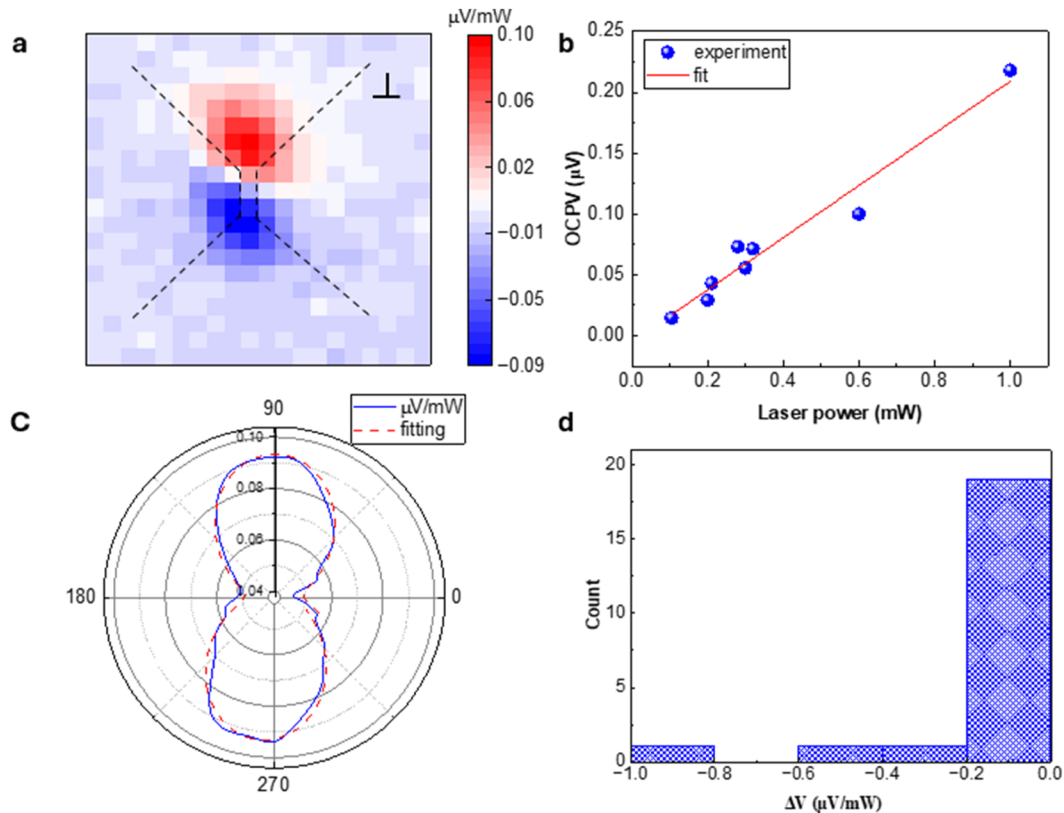 a
μV/mW
0.10
0.06
0.02
−0.01
−0.05
−0.09
⊥
b
0.25
0.20
0.15
0.10
0.05
0.00
OCPV (μV)
experiment
fit
0.0 0.2 0.4 0.6 0.8 1.0
Laser power (mW)
C
90
μV/mW
fitting
0.10
0.08
0.06
0.04
180
0
270
d
20
15
10
5
0
Count
−1.0 −0.8 −0.6 −0.4 −0.2 0.0
ΔV (μV/mW)